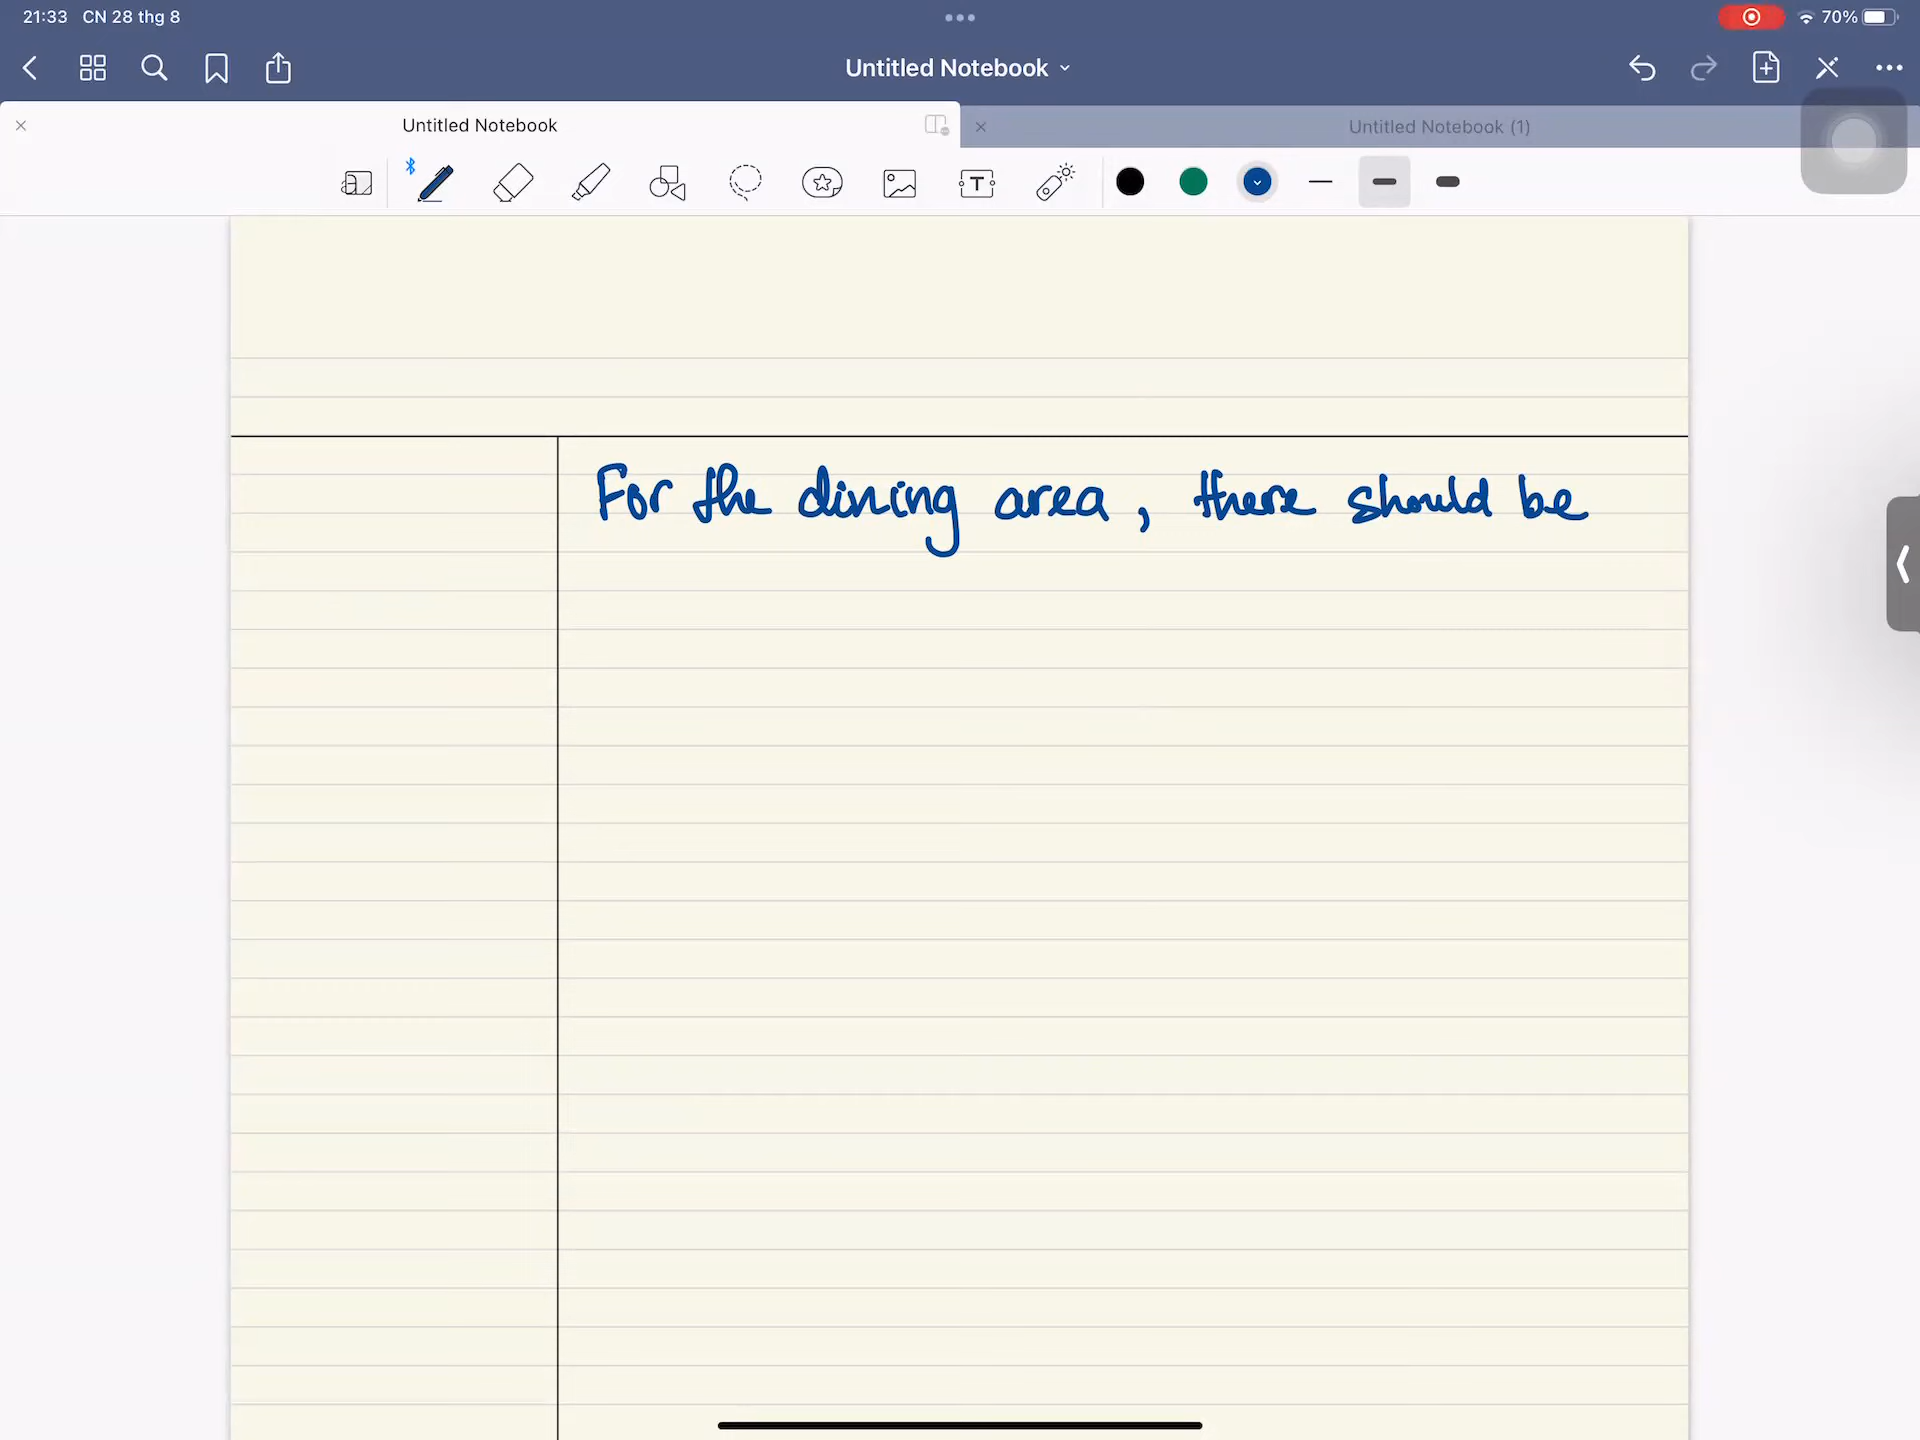 21:33 CN 28 thg 8
70%
Untitled Notebook
Untitled Notebook
Untitled Notebook (1)
T
For the dining area, there should be